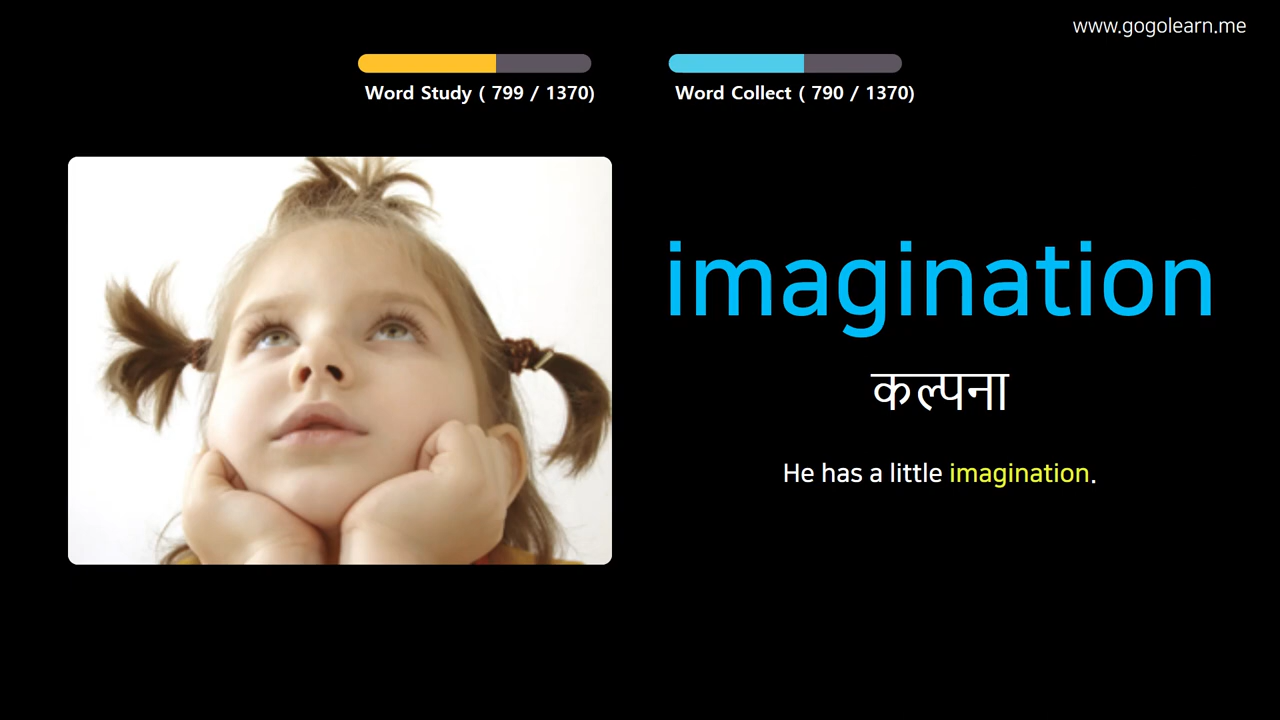 www.gogolearn.me
Word Study ( 799 / 1370)
Word Collect ( 790 / 1370)
imagination
कल्पना
He has a little imagination.